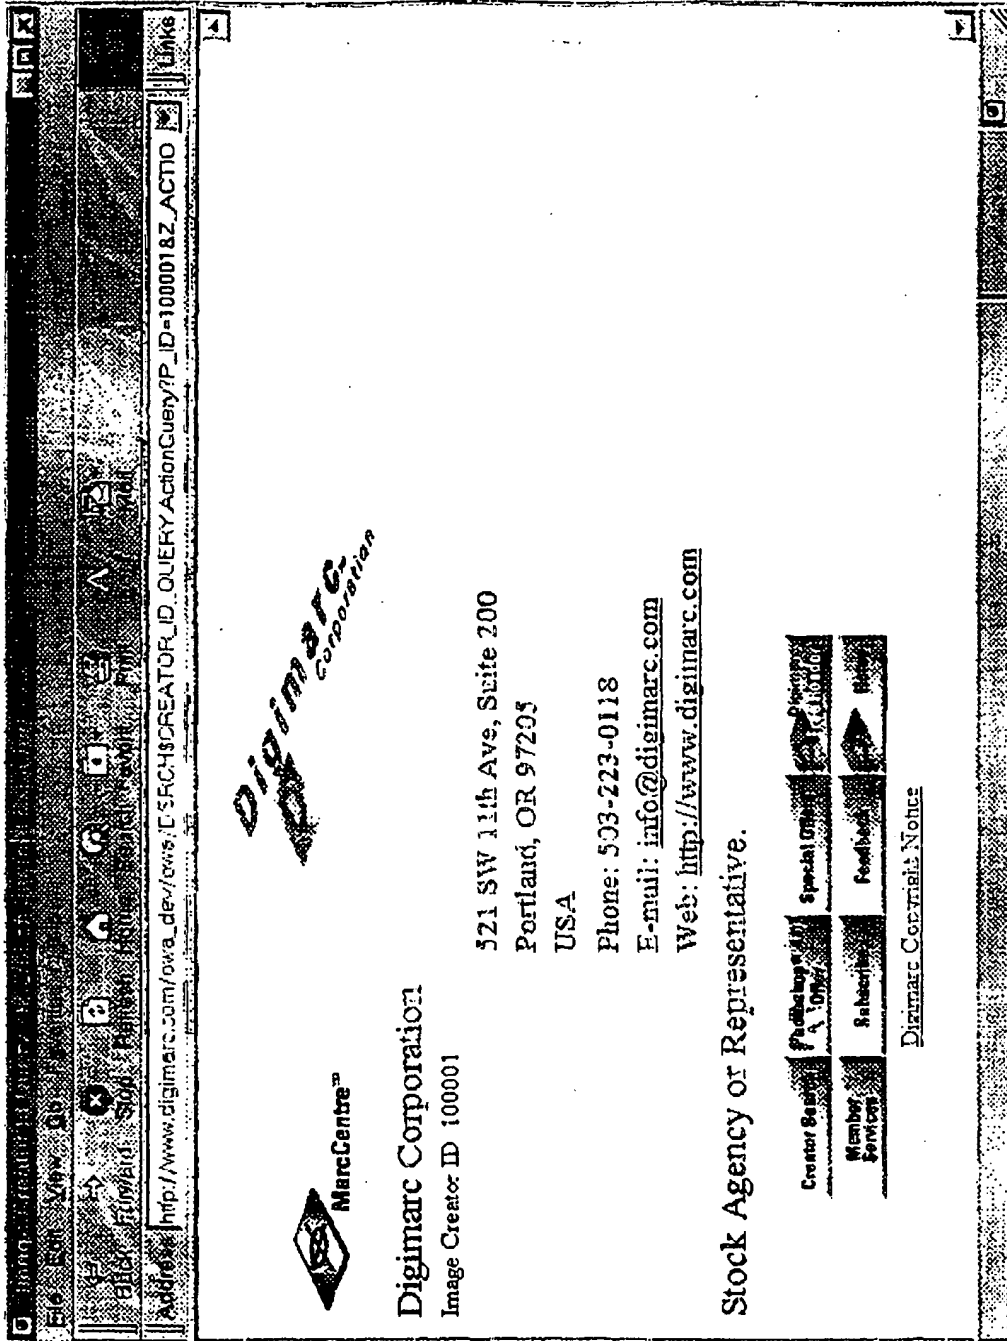 File Edit View Go
Back Forward Stop Refresh Home Search Print
Address http://www.digimarc.com/owa_dev/ows/D$RCH$CREATOR_ID_QUERY.ActionQuery?P_ID=100001&Z_ACTIO Links
MarcCentre
Digimarc
Corporation
Digimarc Corporation
Image Creator ID 100001
521 SW 11th Ave, Suite 200
Portland, OR 97205
USA
Phone: 503-223-0118
E-mail: info@digimarc.com
Web: http://www.digimarc.com
Stock Agency or Representative.
Creator Search
Special Offers
Digimarc
Member Services
Subscribe
Feedback
Digimarc Copyright Notice